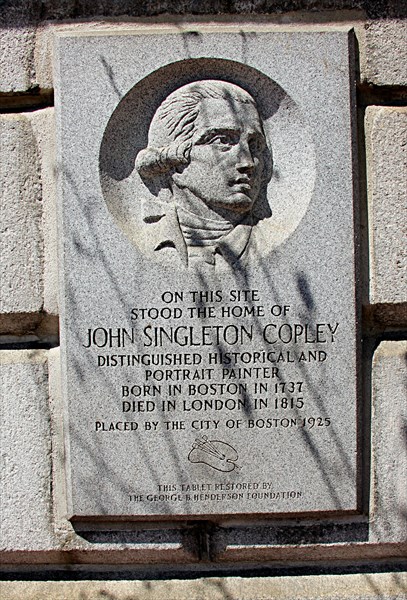 ON THIS SITE
STOOD THE HOME OF
JOHN SINGLETON COPLEY
DISTINGUISHED HISTORICAL AND
PORTRAIT PAINTER
BORN IN BOSTON IN 1737
DIED IN LONDON IN 1815
PLACED BY THE CITY OF BOSTON 1925
THIS TABLET RESTORED BY
THE GEORGE B. HENDERSON FOUNDATION